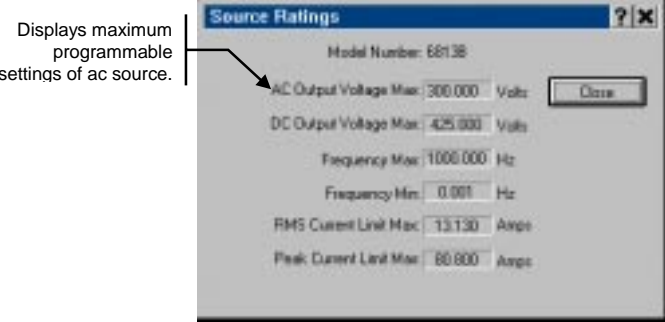 Displays maximum
programmable
settings of ac source.
Source Ratings
Model Number: 6813B
AC Output Voltage Max: 300.000 Volts
Close
DC Output Voltage Max: 425.000 Volts
Frequency Max: 1000.000 Hz
Frequency Min: 0.001 Hz
RMS Current Limit Max: 13.130 Amps
Peak Current Limit Max: 80.800 Amps